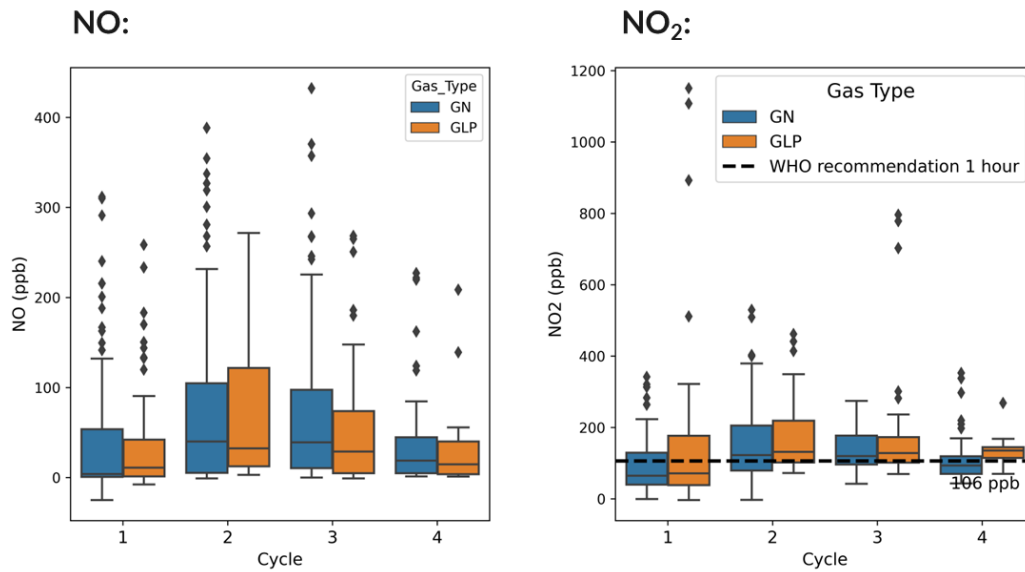 NO:
Gas_Type
GN
GLP
NO (ppb)
400
300
200
100
0
1 2 3 4
Cycle
NO₂:
Gas Type
GN
GLP
WHO recommendation 1 hour
NO2 (ppb)
1200
1000
800
600
400
200
0
106 ppb
1 2 3 4
Cycle